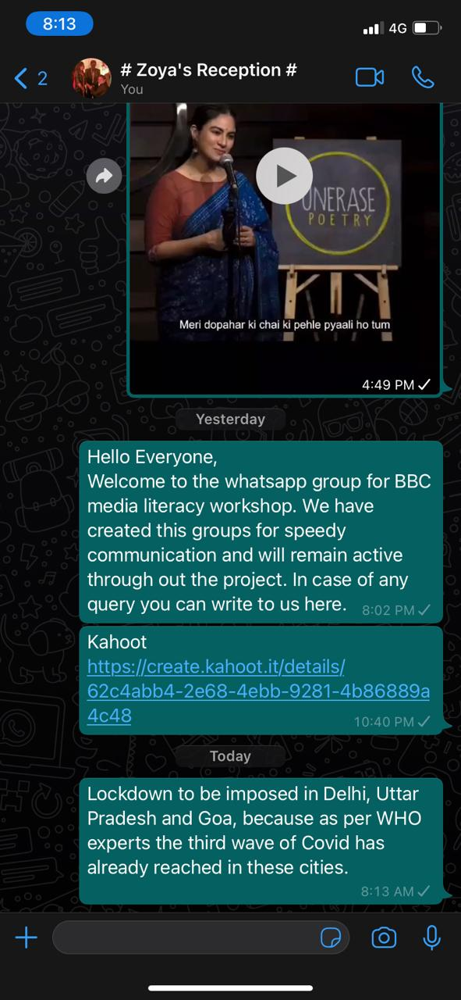 8:13
4G
2
# Zoya's Reception #
You
UNERASE
POETRY
Meri dopahar ki chai ki pehle pyaali ho tum
4:49 PM
Yesterday
Hello Everyone,
Welcome to the whatsapp group for BBC
media literacy workshop. We have
created this groups for speedy
communication and will remain active
through out the project. In case of any
query you can write to us here.
8:02 PM
Kahoot
https://create.kahoot.it/details/
62c4abb4-2e68-4ebb-9281-4b86889a
4c48
10:40 PM
Today
Lockdown to be imposed in Delhi, Uttar
Pradesh and Goa, because as per WHO
experts the third wave of Covid has
already reached in these cities.
8:13 AM